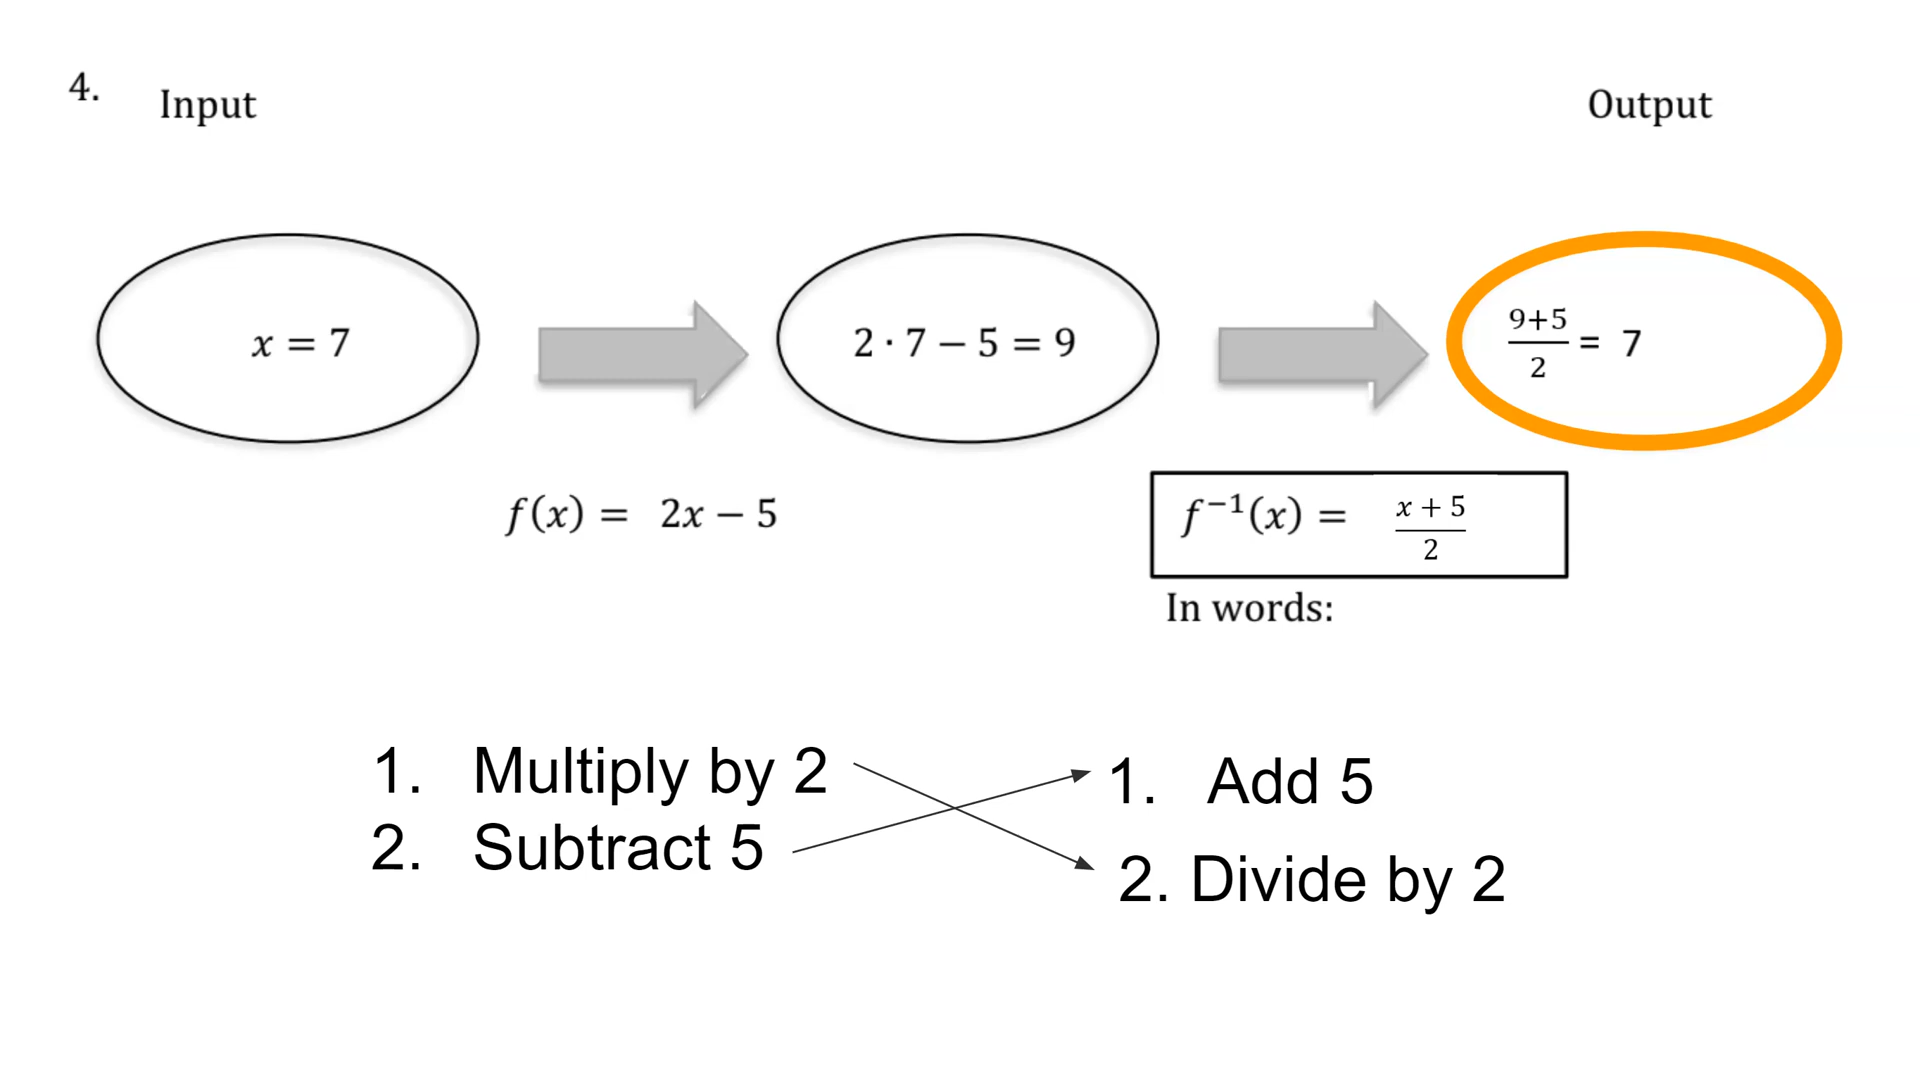 4.
Input
Output
x = 7
2 · 7 − 5 = 9
9+5
2
= 7
f(x) = 2x − 5
f⁻¹(x) =
x + 5
2
In words:
1. Multiply by 2
2. Subtract 5
1. Add 5
2. Divide by 2